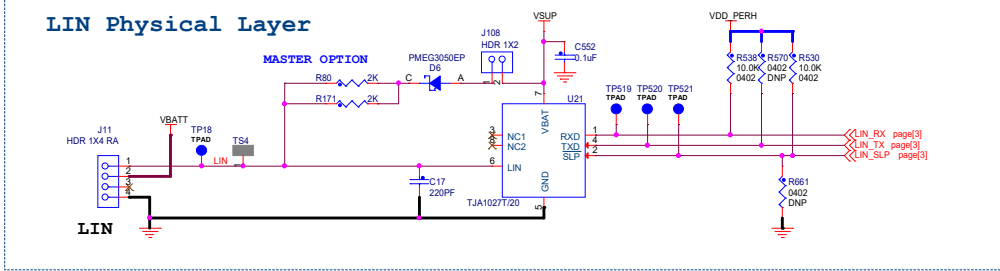 LIN Physical Layer
VSUP
VDD_PERH
J108
HDR 1X2
C552
0.1uF
MASTER OPTION
PMEG3050EP
D6
R80
2K
C
A
2
1
R538
10.0K
0402
R570
0402
DNP
R530
10.0K
0402
R171
2K
TP519
TPAD
TP520
TPAD
TP521
TPAD
U21
7
VBAT
J11
HDR 1X4 RA
VBATT
TP18
TPAD
TS4
1
3
NC1
NC2
RXD
1
TXD
4
SLP
2
LIN_RX page[3]
LIN_TX page[3]
LIN_SLP page[3]
1
2
3
4
LIN
6
LIN
GND
5
C17
220PF
TJA1027T/20
R661
0402
DNP
LIN